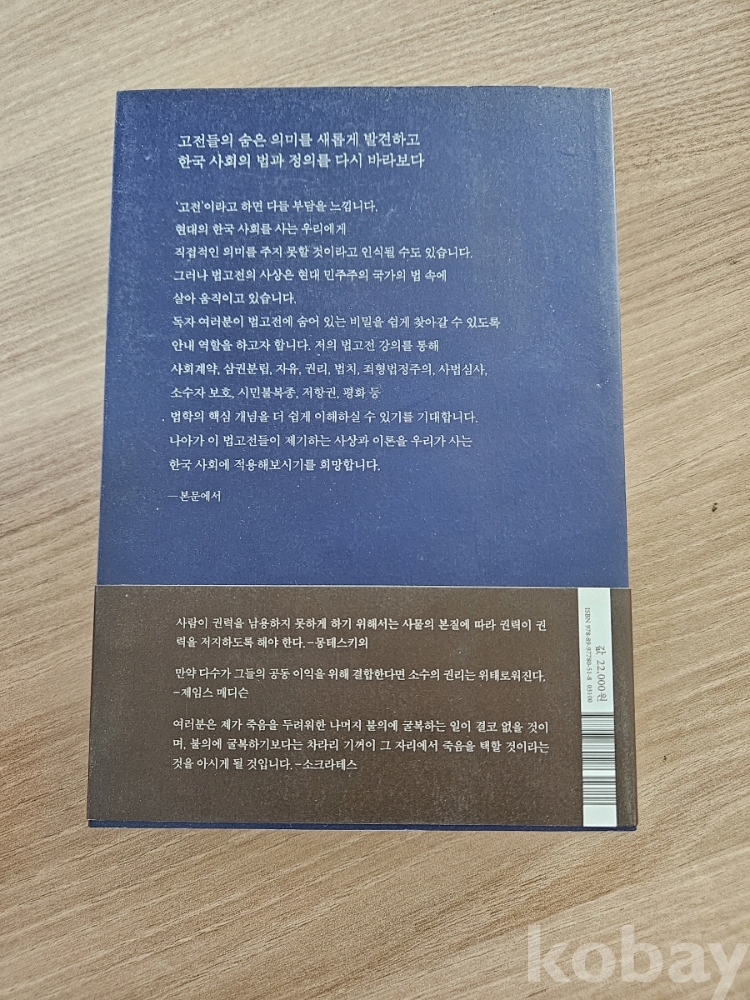 고전들의 숨은 의미를 새롭게 발견하고
한국 사회의 법과 정의를 다시 바라보다
'고전'이라고 하면 다들 부담을 느낍니다.
현대의 한국 사회를 사는 우리에게
직접적인 의미를 주지 못할 것이라고 인식될 수도 있습니다.
그러나 법고전의 사상은 현대 민주주의 국가의 법 속에
살아 움직이고 있습니다.
독자 여러분이 법고전에 숨어 있는 비밀을 쉽게 찾아갈 수 있도록
안내 역할을 하고자 합니다. 저의 법고전 강의를 통해
사회계약, 삼권분립, 자유, 권리, 법치, 죄형법정주의, 사법심사,
소수자 보호, 시민불복종, 저항권, 평화 등
법학의 핵심 개념을 더 쉽게 이해하실 수 있기를 기대합니다.
나아가 이 법고전들이 제기하는 사상과 이론을 우리가 사는
한국 사회에 적용해보시기를 희망합니다.
—본문에서
사람이 권력을 남용하지 못하게 하기 위해서는 사물의 본질에 따라 권력이 권
력을 저지하도록 해야 한다. –몽테스키외
만약 다수가 그들의 공동 이익을 위해 결합한다면 소수의 권리는 위태로워진다.
–제임스 매디슨
여러분은 제가 죽음을 두려워한 나머지 불의에 굴복하는 일이 결코 없을 것이
며, 불의에 굴복하기보다는 차라리 기꺼이 그 자리에서 죽음을 택할 것이라는
것을 아시게 될 것입니다. –소크라테스
값 22,000원
ISBN 979-89-97780-51-8 03100
kobay